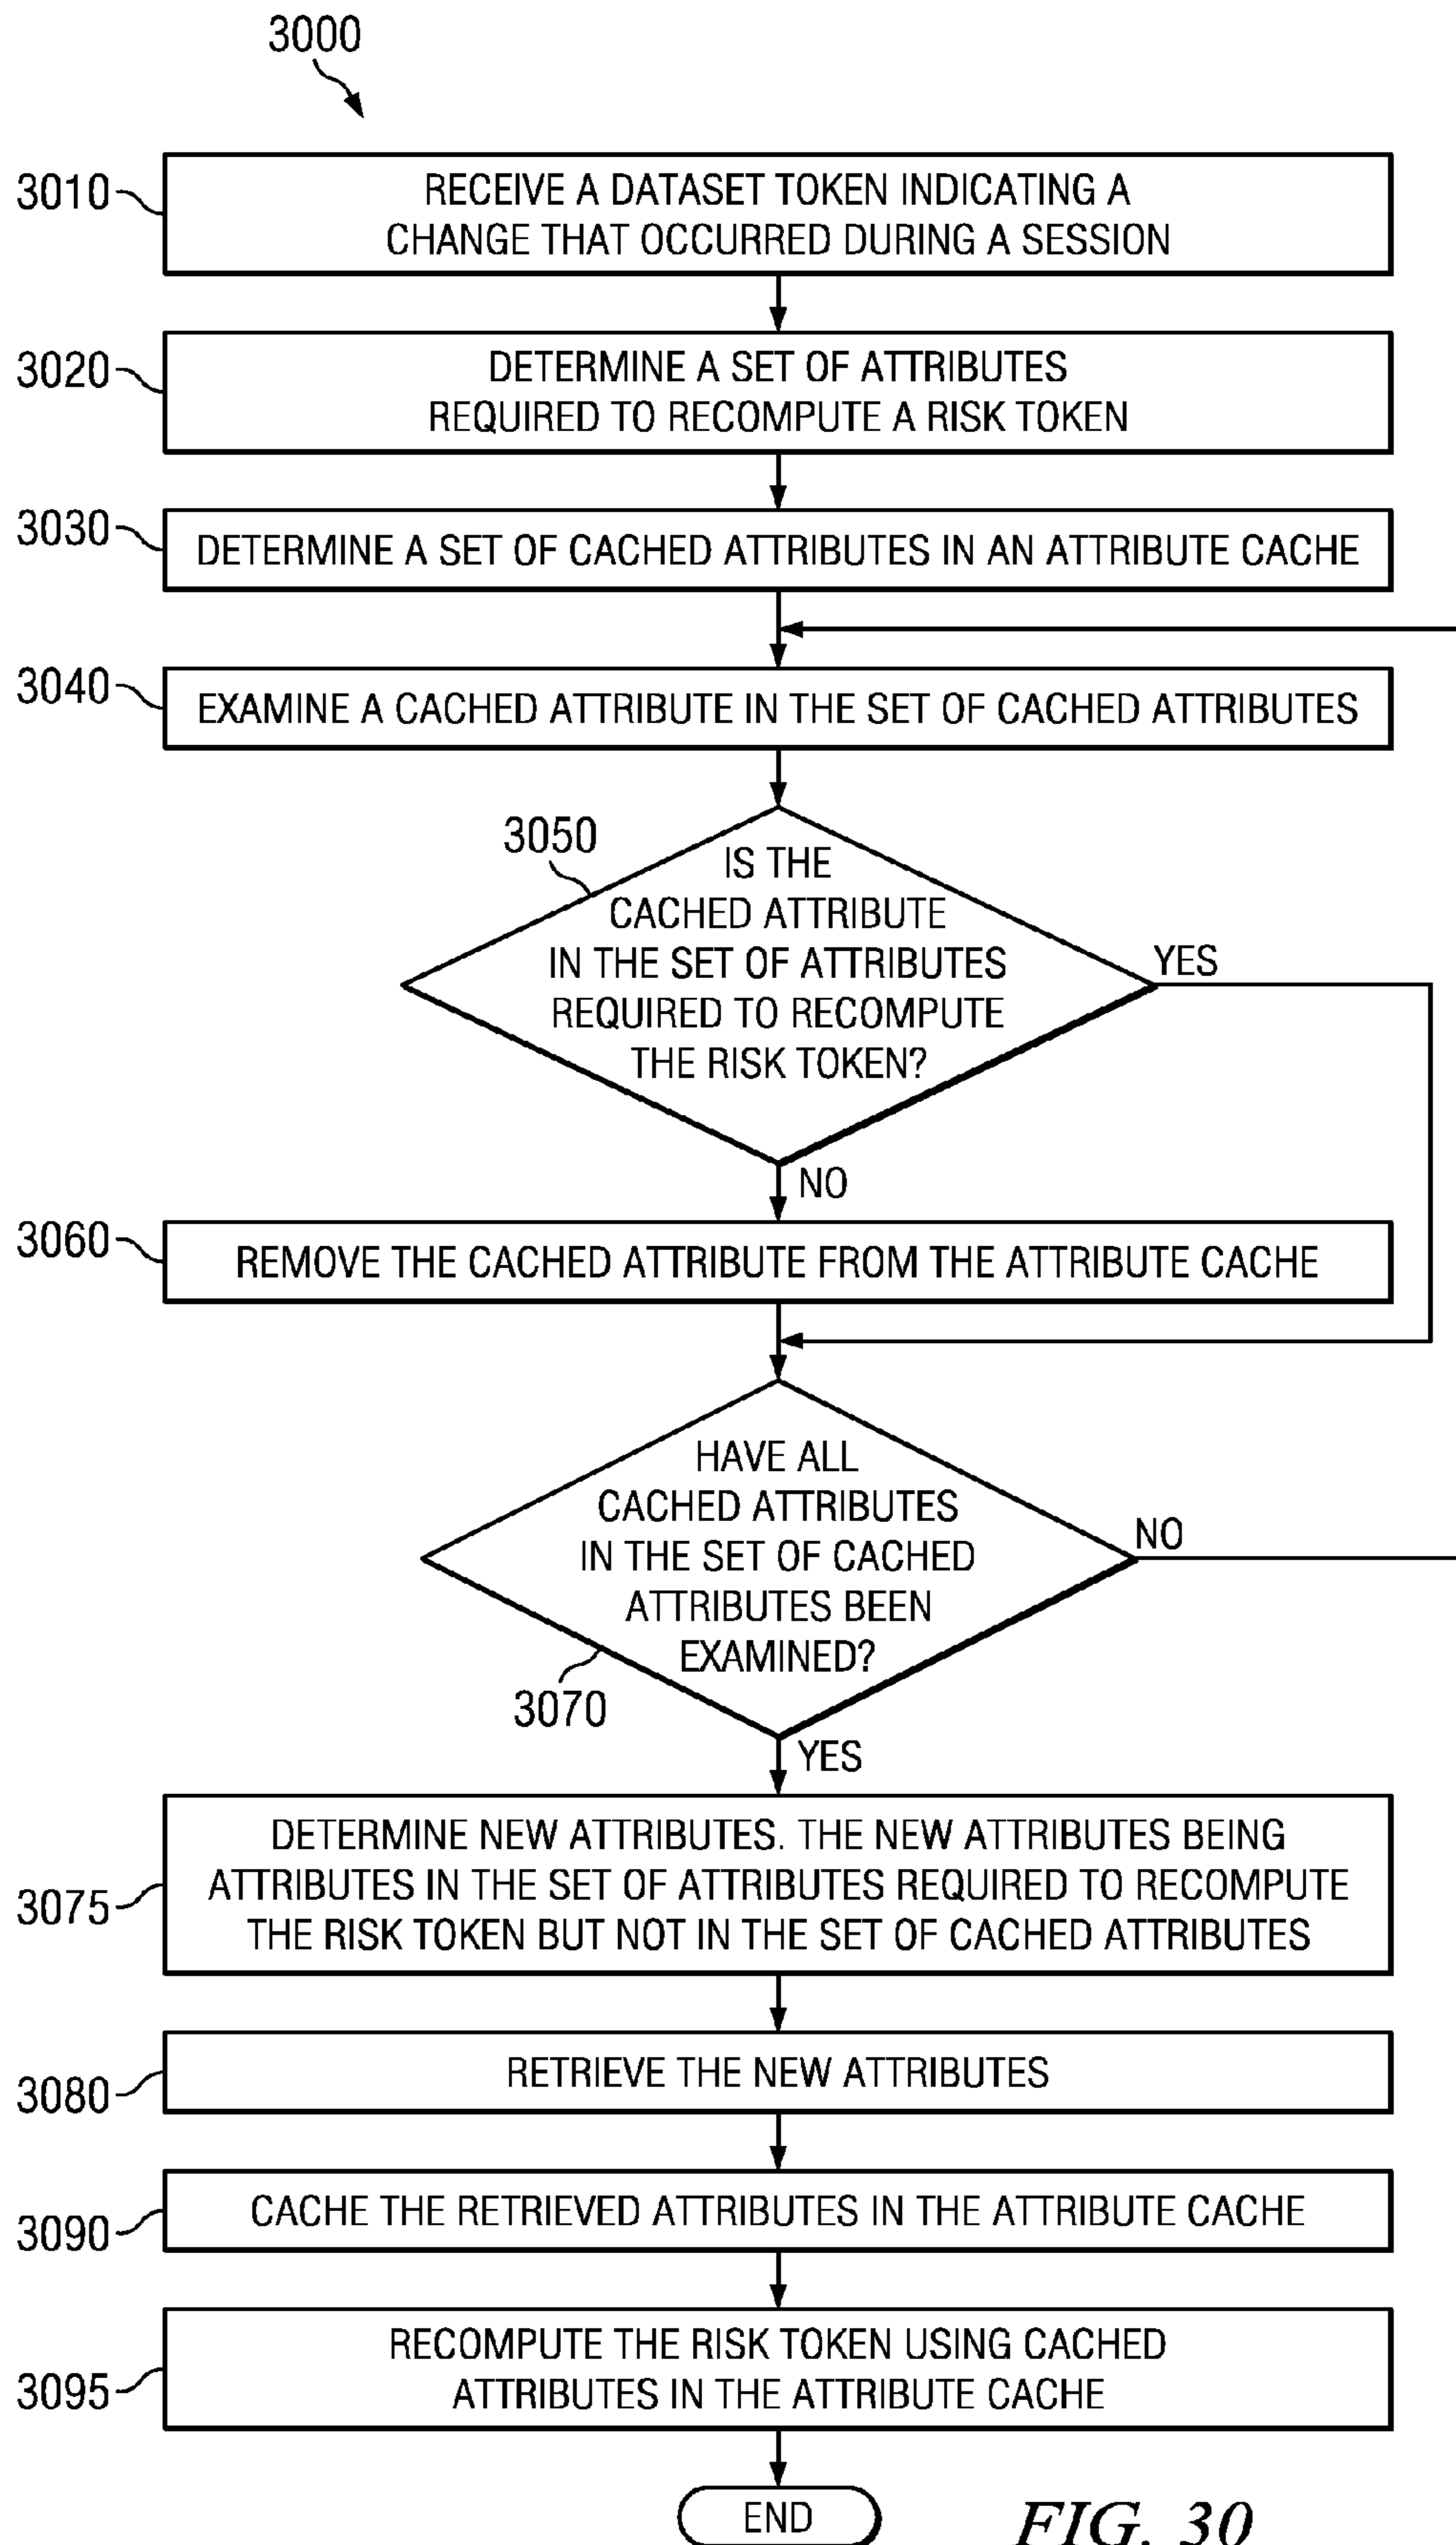 3000
3010
RECEIVE A DATASET TOKEN INDICATING A
CHANGE THAT OCCURRED DURING A SESSION
3020
DETERMINE A SET OF ATTRIBUTES
REQUIRED TO RECOMPUTE A RISK TOKEN
3030
DETERMINE A SET OF CACHED ATTRIBUTES IN AN ATTRIBUTE CACHE
3040
EXAMINE A CACHED ATTRIBUTE IN THE SET OF CACHED ATTRIBUTES
3050
IS THE
CACHED ATTRIBUTE
IN THE SET OF ATTRIBUTES
REQUIRED TO RECOMPUTE
THE RISK TOKEN?
YES
NO
3060
REMOVE THE CACHED ATTRIBUTE FROM THE ATTRIBUTE CACHE
HAVE ALL
CACHED ATTRIBUTES
IN THE SET OF CACHED
ATTRIBUTES BEEN
EXAMINED?
NO
3070
YES
3075
DETERMINE NEW ATTRIBUTES. THE NEW ATTRIBUTES BEING
ATTRIBUTES IN THE SET OF ATTRIBUTES REQUIRED TO RECOMPUTE
THE RISK TOKEN BUT NOT IN THE SET OF CACHED ATTRIBUTES
3080
RETRIEVE THE NEW ATTRIBUTES
3090
CACHE THE RETRIEVED ATTRIBUTES IN THE ATTRIBUTE CACHE
3095
RECOMPUTE THE RISK TOKEN USING CACHED
ATTRIBUTES IN THE ATTRIBUTE CACHE
END
FIG. 30